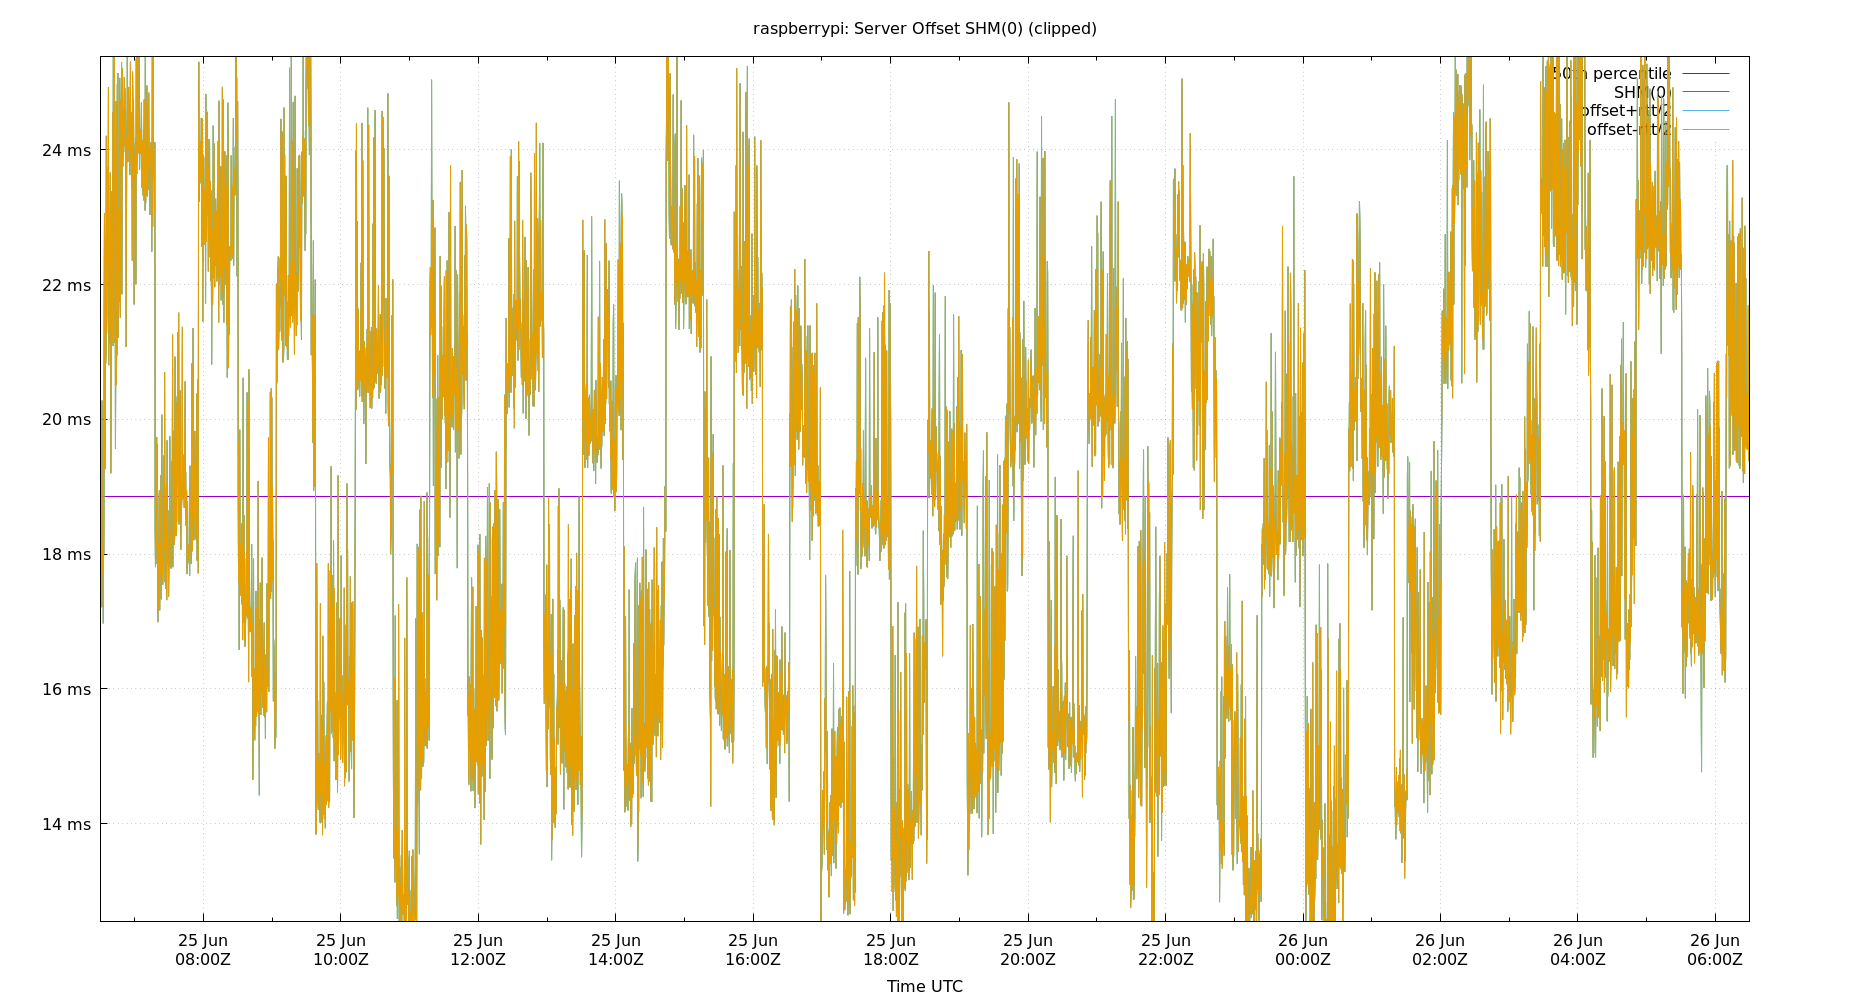 raspberrypi: Server Offset SHM(0) (clipped)
50th percentile
SHM(0)
offset+rtt/2
offset-rtt/2
24 ms
22 ms
20 ms
18 ms
16 ms
14 ms
25 Jun 25 Jun 25 Jun 25 Jun 25 Jun 25 Jun 25 Jun 25 Jun 26 Jun 26 Jun 26 Jun 26 Jun
08:00Z 10:00Z 12:00Z 14:00Z 16:00Z 18:00Z 20:00Z 22:00Z 00:00Z 02:00Z 04:00Z 06:00Z
Time UTC